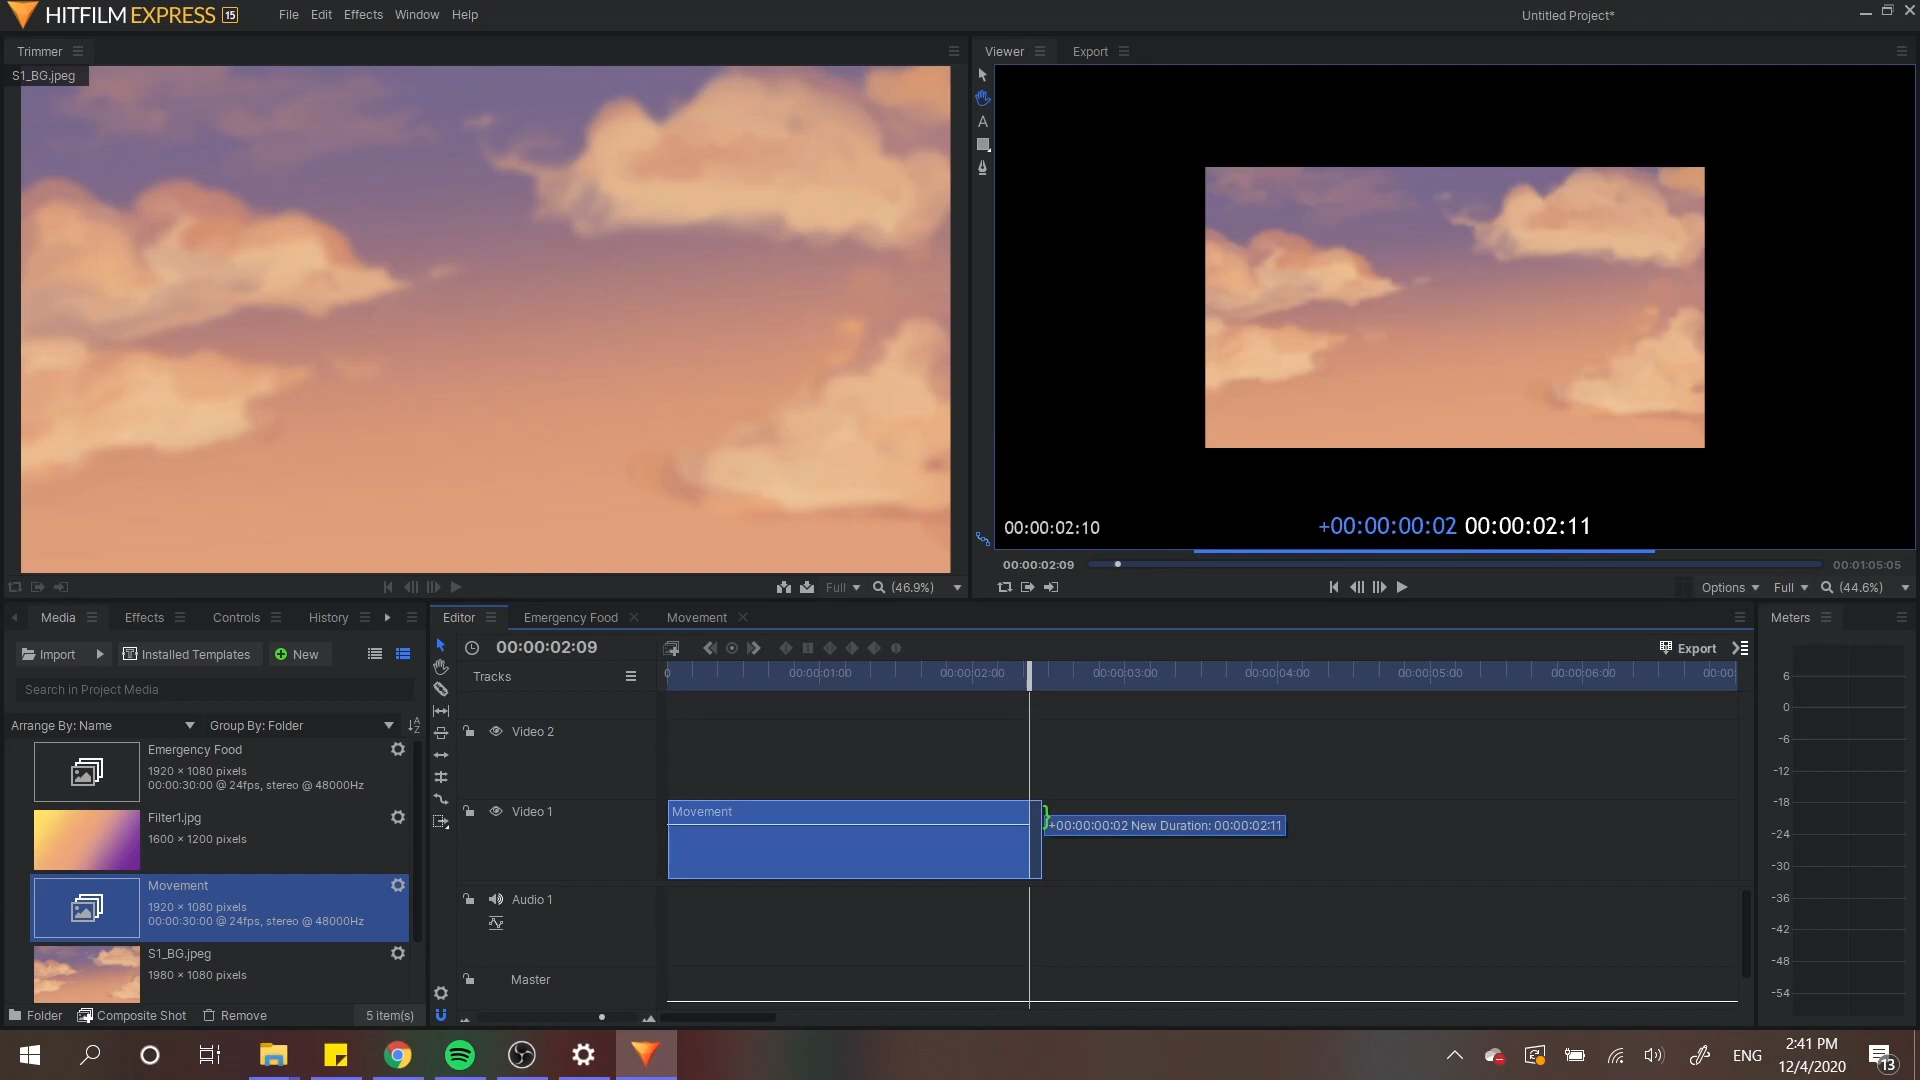 HITFILM EXPRESS 15
File Edit Effects Window Help
Untitled Project*
Trimmer
S1_BG.jpeg
Viewer Export
A
00:00:02:10
+00:00:00:02 00:00:02:11
00:00:02:09
00:01:05:05
Full (46.9%)
Options Full (44.6%)
Media Effects Controls History
Import Installed Templates New
Search in Project Media
Arrange By: Name Group By: Folder
Emergency Food
1920 × 1080 pixels
00:00:30:00 @ 24fps, stereo @ 48000Hz
Filter1.jpg
1600 × 1200 pixels
Movement
1920 × 1080 pixels
00:00:30:00 @ 24fps, stereo @ 48000Hz
S1_BG.jpeg
1980 × 1080 pixels
Folder Composite Shot Remove 5 item(s)
Editor Emergency Food Movement
00:00:02:09
Export
Tracks
0 00:00:01:00 00:00:02:00 00:00:03:00 00:00:04:00 00:00:05:00 00:00:06:00 00:00:
Video 2
Video 1
Movement
+00:00:00:02 New Duration: 00:00:02:11
Audio 1
Master
Meters
6
0
-6
-12
-18
-24
-30
-36
-42
-48
-54
ENG
2:41 PM
12/4/2020
13